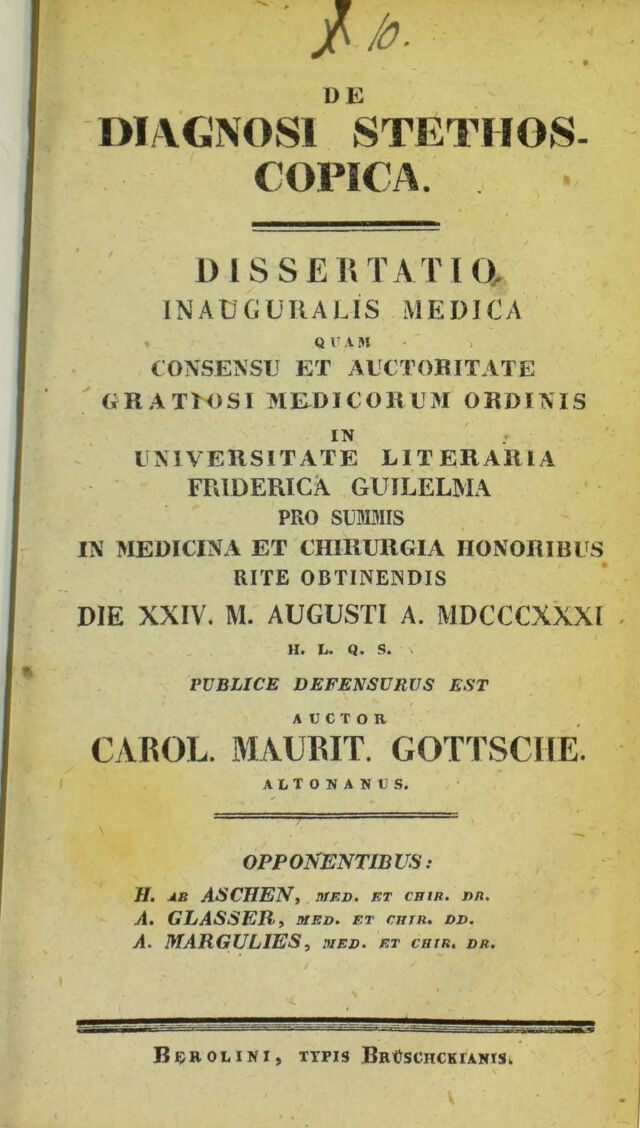 X 10.
DE
DIAGNOSI STETHOS-
COPICA.
DISSERTATIO
INAUGURALIS MEDICA
QUAM
CONSENSU ET AUCTORITATE
GRATIOSI MEDICORUM ORDINIS
IN
UNIVERSITATE LITERARIA
FRIDERICA GUILELMA
PRO SUMMIS
IN MEDICINA ET CHIRURGIA HONORIBUS
RITE OBTINENDIS
DIE XXIV. M. AUGUSTI A. MDCCCXXXI
H. L. Q. S.
PUBLICE DEFENSURUS EST
AUCTOR
CAROL. MAURIT. GOTTSCHE.
ALTONANUS.
OPPONENTIBUS:
H. AB ASCHEN, MED. ET CHIR. DR.
A. GLASSER, MED. ET CHIR. DD.
A. MARGULIES, MED. ET CHIR. DR.
BEROLINI, TYPIS BRÜSCHCKIANIS.